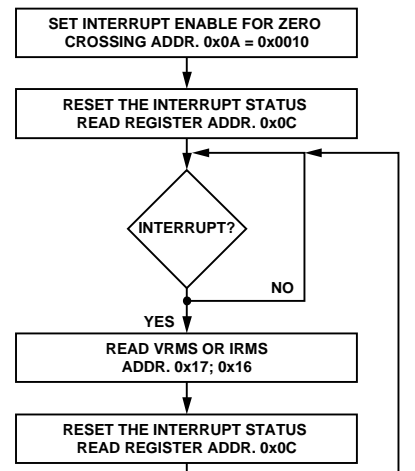 SET INTERRUPT ENABLE FOR ZERO
CROSSING ADDR. 0x0A = 0x0010
RESET THE INTERRUPT STATUS
READ REGISTER ADDR. 0x0C
INTERRUPT?
NO
YES
READ VRMS OR IRMS
ADDR. 0x17; 0x16
RESET THE INTERRUPT STATUS
READ REGISTER ADDR. 0x0C